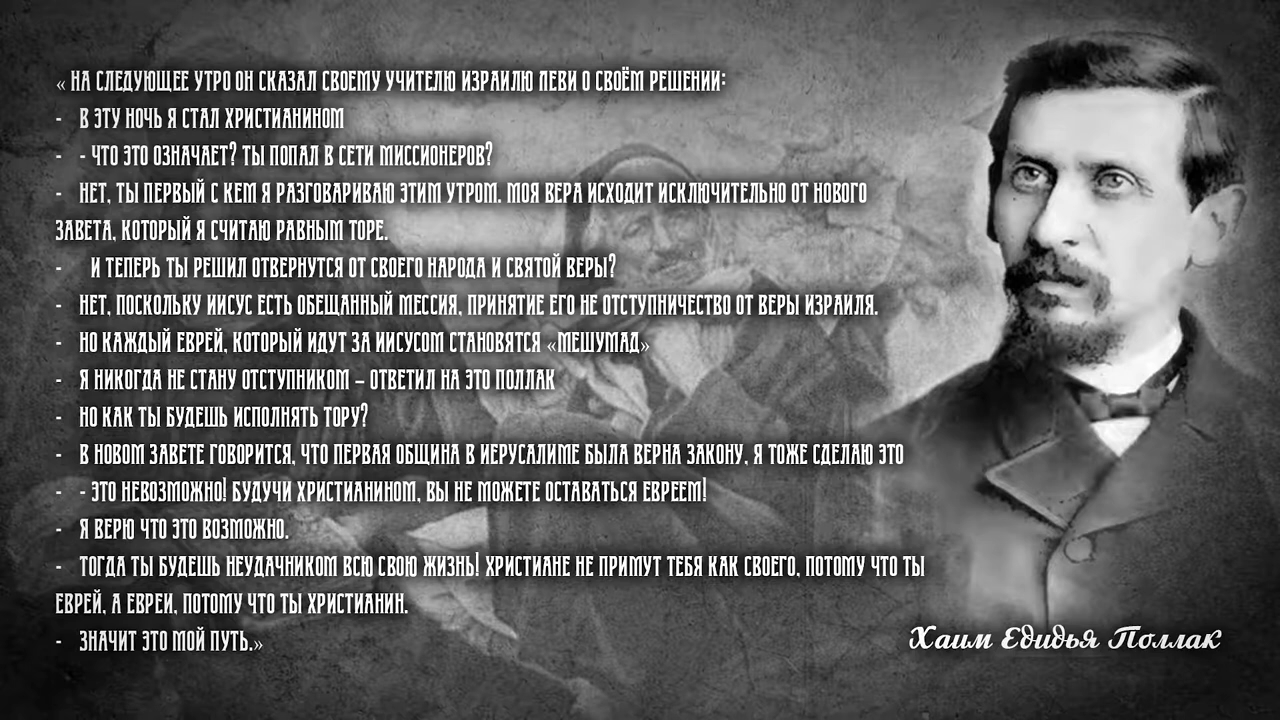 « НА СЛЕДУЮЩЕЕ УТРО ОН СКАЗАЛ СВОЕМУ УЧИТЕЛЮ ИЗРАИЛЮ ЛЕВИ О СВОЁМ РЕШЕНИИ:
- В ЭТУ НОЧЬ Я СТАЛ ХРИСТИАНИНОМ
- - ЧТО ЭТО ОЗНАЧАЕТ? ТЫ ПОПАЛ В СЕТИ МИССИОНЕРОВ?
- НЕТ, ТЫ ПЕРВЫЙ С КЕМ Я РАЗГОВАРИВАЮ ЭТИМ УТРОМ. МОЯ ВЕРА ИСХОДИТ ИСКЛЮЧИТЕЛЬНО ОТ НОВОГО
ЗАВЕТА, КОТОРЫЙ Я СЧИТАЮ РАВНЫМ ТОРЕ.
- И ТЕПЕРЬ ТЫ РЕШИЛ ОТВЕРНУТСЯ ОТ СВОЕГО НАРОДА И СВЯТОЙ ВЕРЫ?
- НЕТ, ПОСКОЛЬКУ ИИСУС ЕСТЬ ОБЕЩАННЫЙ МЕССИЯ, ПРИНЯТИЕ ЕГО НЕ ОТСТУПНИЧЕСТВО ОТ ВЕРЫ ИЗРАИЛЯ.
- НО КАЖДЫЙ ЕВРЕЙ, КОТОРЫЙ ИДУТ ЗА ИИСУСОМ СТАНОВЯТСЯ «МЕШУМАД»
- Я НИКОГДА НЕ СТАНУ ОТСТУПНИКОМ – ОТВЕТИЛ НА ЭТО ПОЛЛАК
- НО КАК ТЫ БУДЕШЬ ИСПОЛНЯТЬ ТОРУ?
- В НОВОМ ЗАВЕТЕ ГОВОРИТСЯ, ЧТО ПЕРВАЯ ОБЩИНА В ИЕРУСАЛИМЕ БЫЛА ВЕРНА ЗАКОНУ, Я ТОЖЕ СДЕЛАЮ ЭТО
- - ЭТО НЕВОЗМОЖНО! БУДУЧИ ХРИСТИАНИНОМ, ВЫ НЕ МОЖЕТЕ ОСТАВАТЬСЯ ЕВРЕЕМ!
- Я ВЕРЮ ЧТО ЭТО ВОЗМОЖНО.
- ТОГДА ТЫ БУДЕШЬ НЕУДАЧНИКОМ ВСЮ СВОЮ ЖИЗНЬ! ХРИСТИАНЕ НЕ ПРИМУТ ТЕБЯ КАК СВОЕГО, ПОТОМУ ЧТО ТЫ
ЕВРЕЙ, А ЕВРЕИ, ПОТОМУ ЧТО ТЫ ХРИСТИАНИН.
- ЗНАЧИТ ЭТО МОЙ ПУТЬ.»
Хаим Едидья Поллак